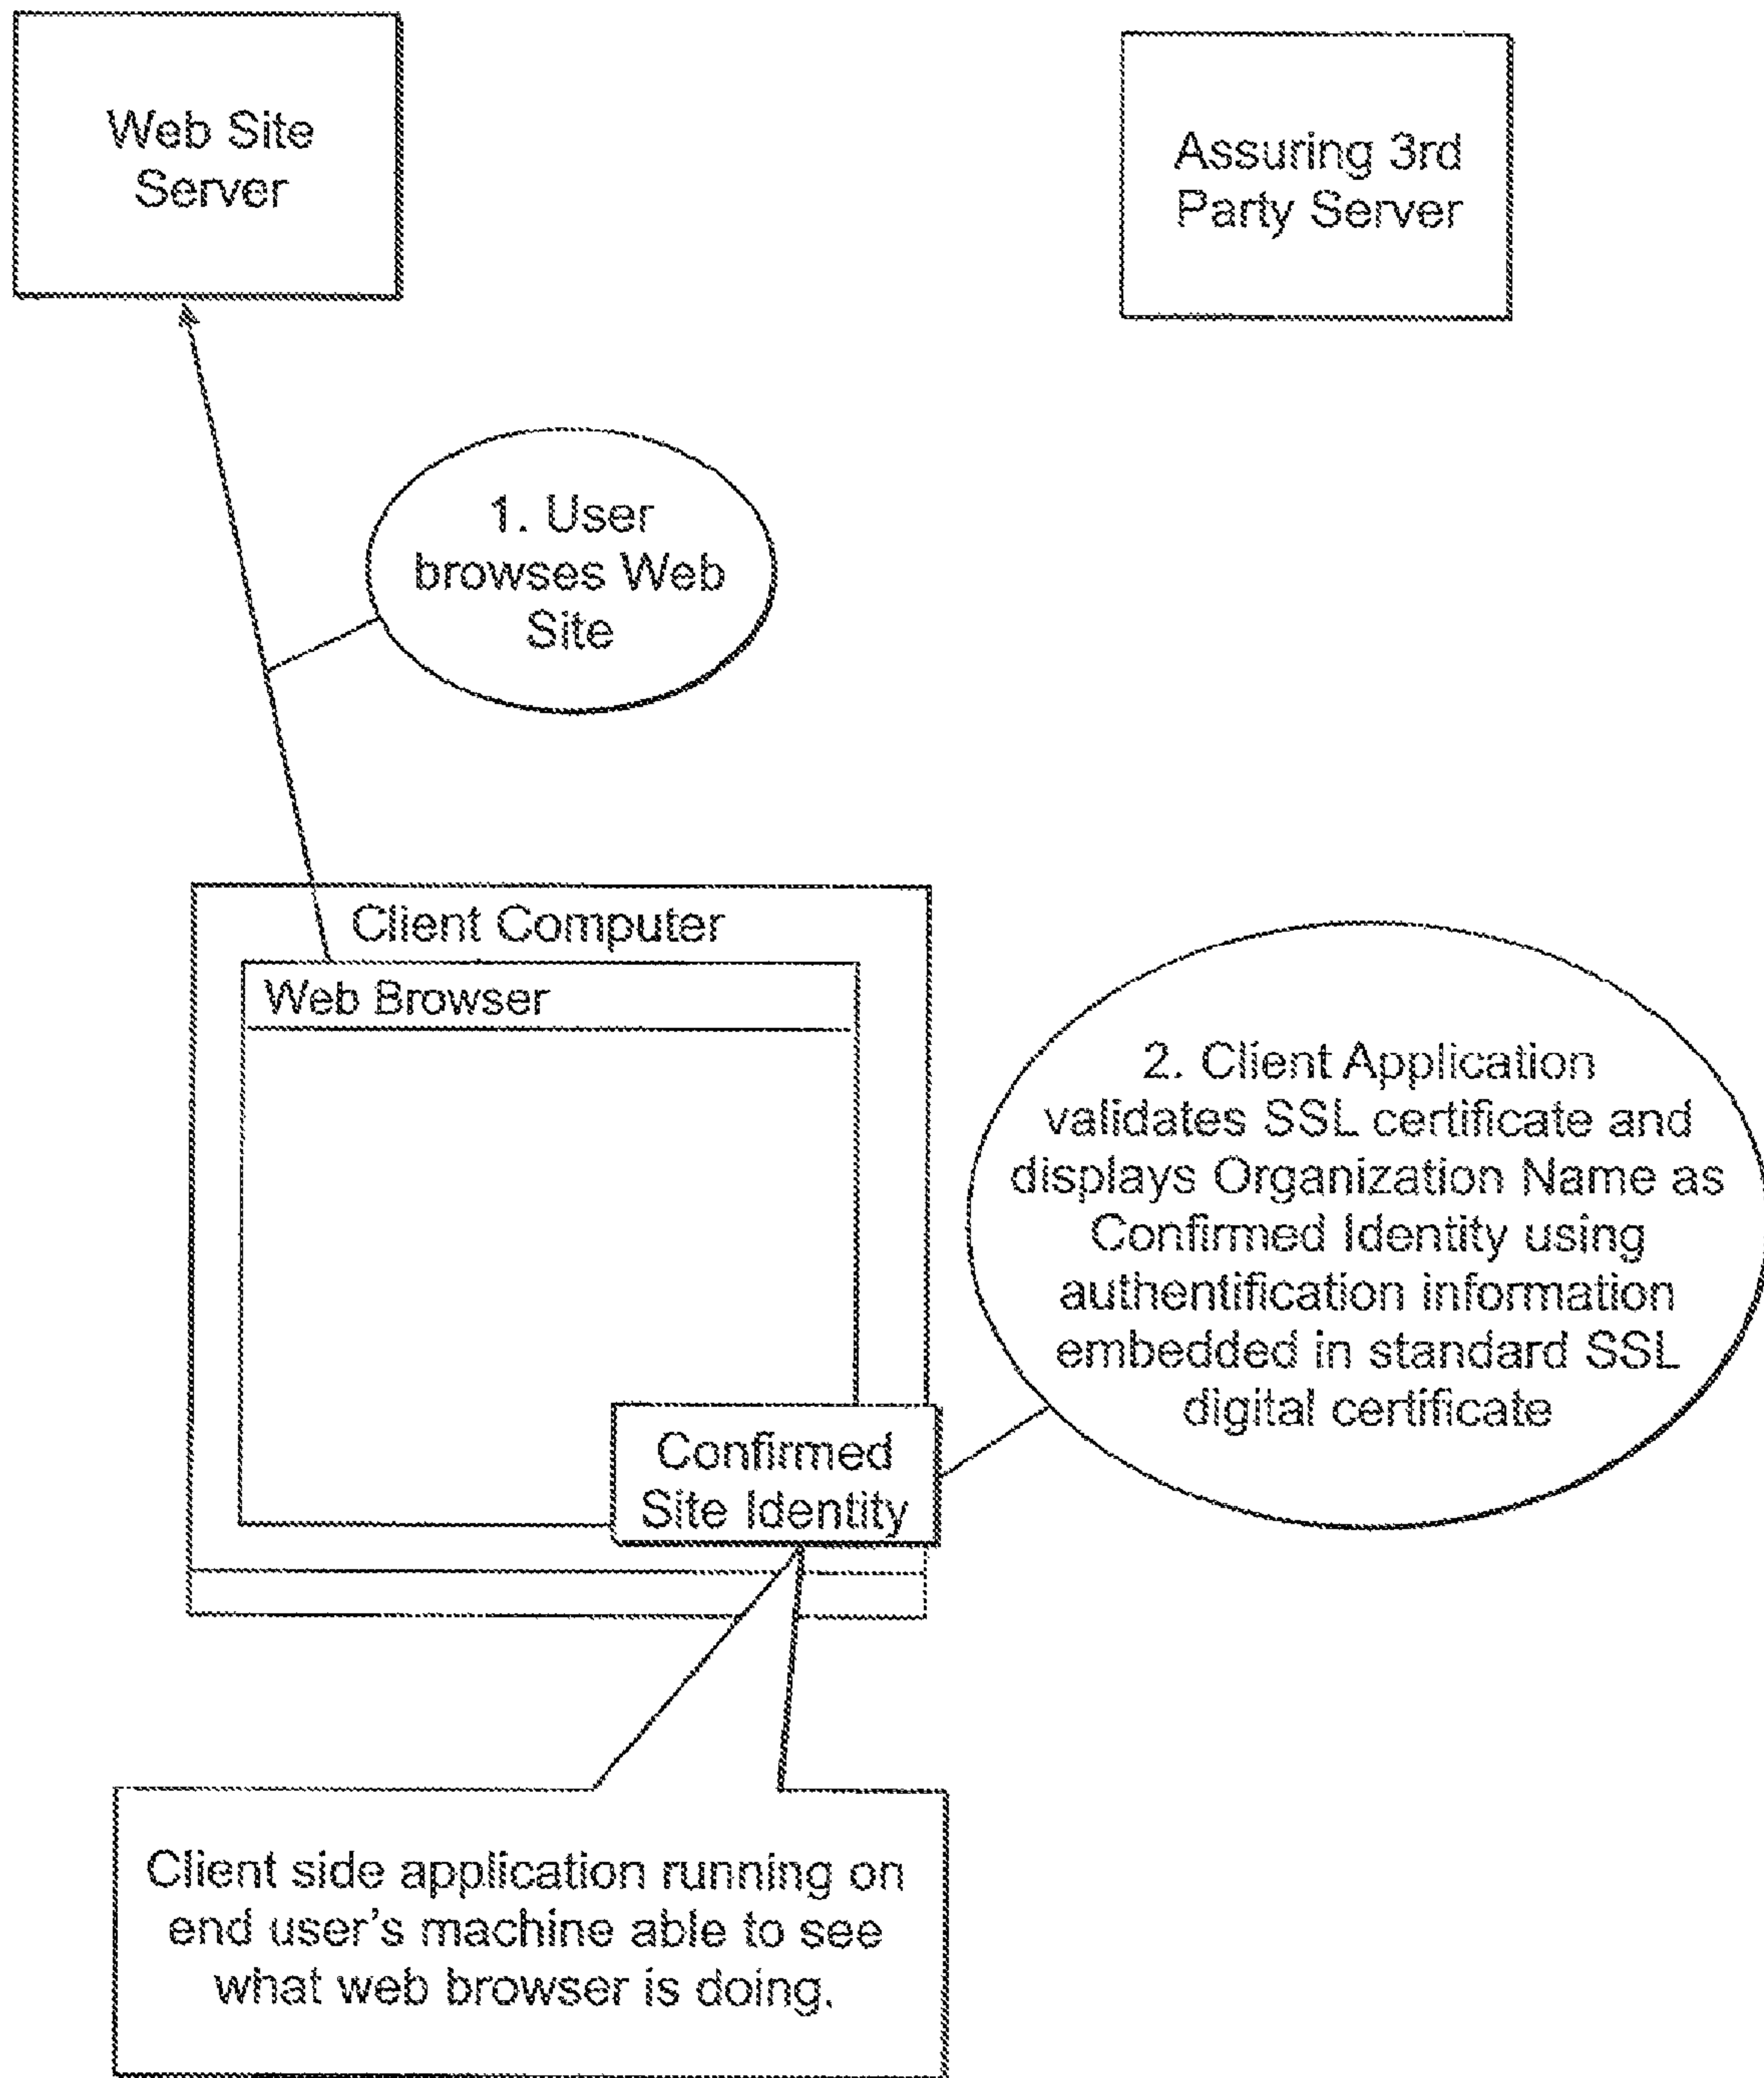 Web Site
Server
Assuring 3rd
Party Server
1. User
browses Web
Site
Client Computer
Web Browser
2. Client Application
validates SSL certificate and
displays Organization Name as
Confirmed Identity using
authentification information
embedded in standard SSL
digital certificate
Confirmed
Site Identity
Client side application running on
end user's machine able to see
what web browser is doing.